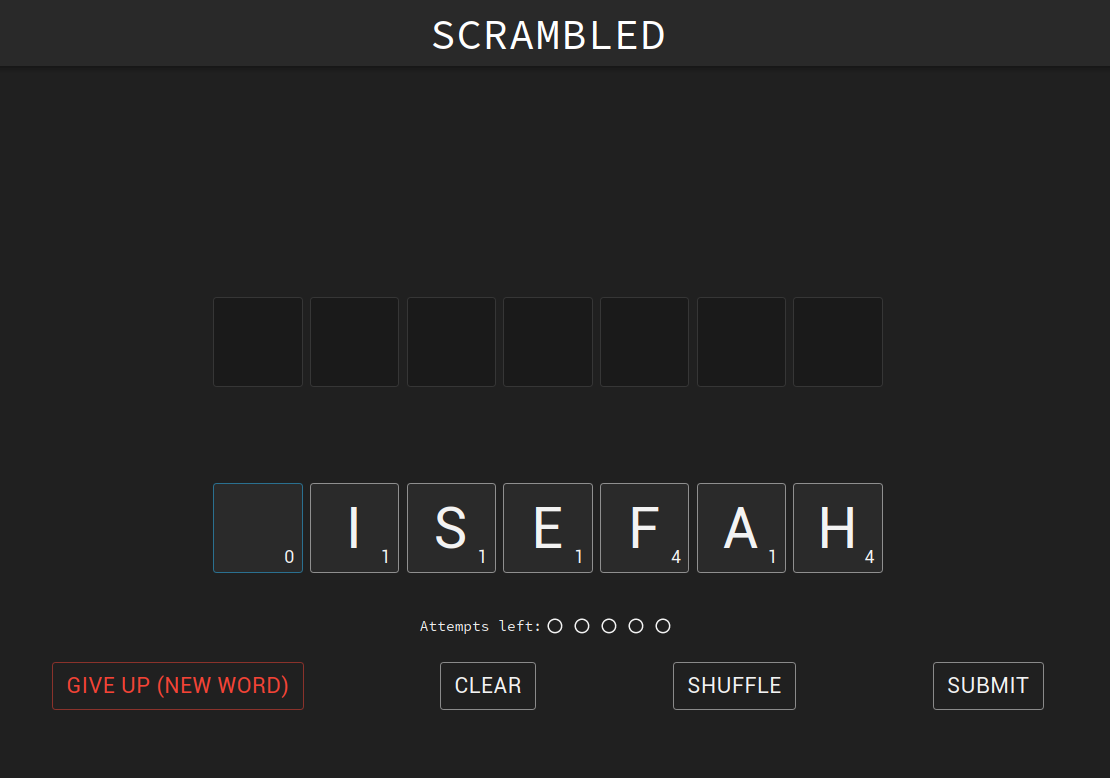 SCRAMBLED
0 I 1 S 1 E 1 F 4 A 1 H 4
Attempts left:
GIVE UP (NEW WORD) CLEAR SHUFFLE SUBMIT